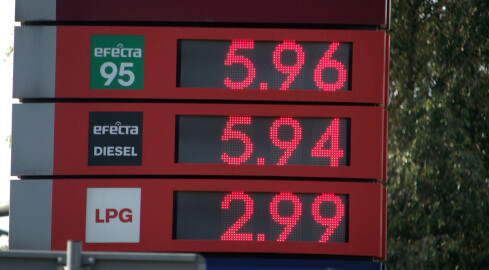 EFECTA
95
5.96
EFECTA
DIESEL
5.94
LPG
2.99